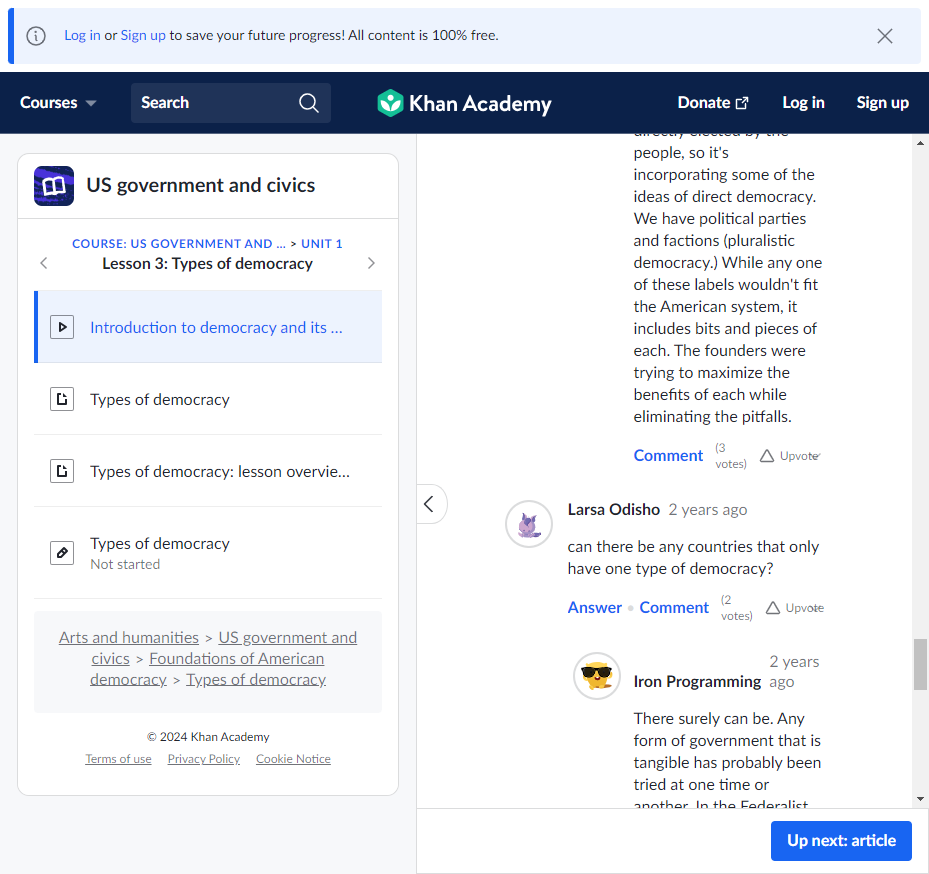 Log in or Sign up to save your future progress! All content is 100% free.
Courses
Search
Khan Academy
Donate
Log in
Sign up
US government and civics
COURSE: US GOVERNMENT AND ... > UNIT 1
Lesson 3: Types of democracy
Introduction to democracy and its ...
Types of democracy
Types of democracy: lesson overvie...
Types of democracy
Not started
Arts and humanities > US government and
civics > Foundations of American
democracy > Types of democracy
© 2024 Khan Academy
Terms of use Privacy Policy Cookie Notice
directly elected by the
people, so it's
incorporating some of the
ideas of direct democracy.
We have political parties
and factions (pluralistic
democracy.) While any one
of these labels wouldn't fit
the American system, it
includes bits and pieces of
each. The founders were
trying to maximize the
benefits of each while
eliminating the pitfalls.
Comment (3 votes) Upvote
Larsa Odisho 2 years ago
can there be any countries that only
have one type of democracy?
Answer • Comment (2 votes) Upvote
Iron Programming 2 years ago
There surely can be. Any
form of government that is
tangible has probably been
tried at one time or
another. In the Federalist
Up next: article